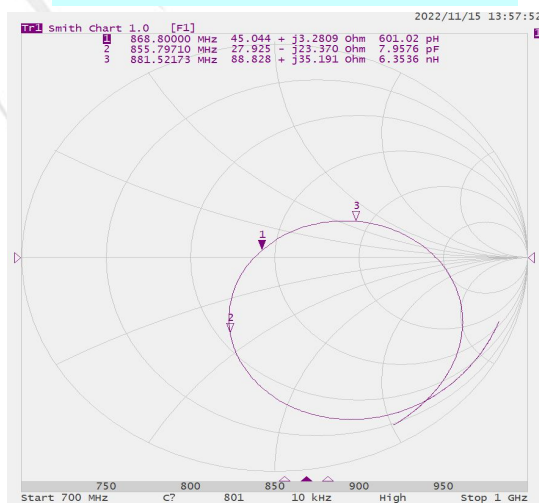 2022/11/15 13:57:52
Tr1 Smith Chart 1.0 [F1]
1 868.80000 MHz 45.044 + j3.2809 Ohm 601.02 pH
2 855.79710 MHz 27.925 - j23.370 Ohm 7.9576 pF
3 881.52173 MHz 88.828 + j35.191 Ohm 6.3536 nH
3
1
2
750 800 850 900 950
Start 700 MHz C? 801 10 kHz High Stop 1 GHz